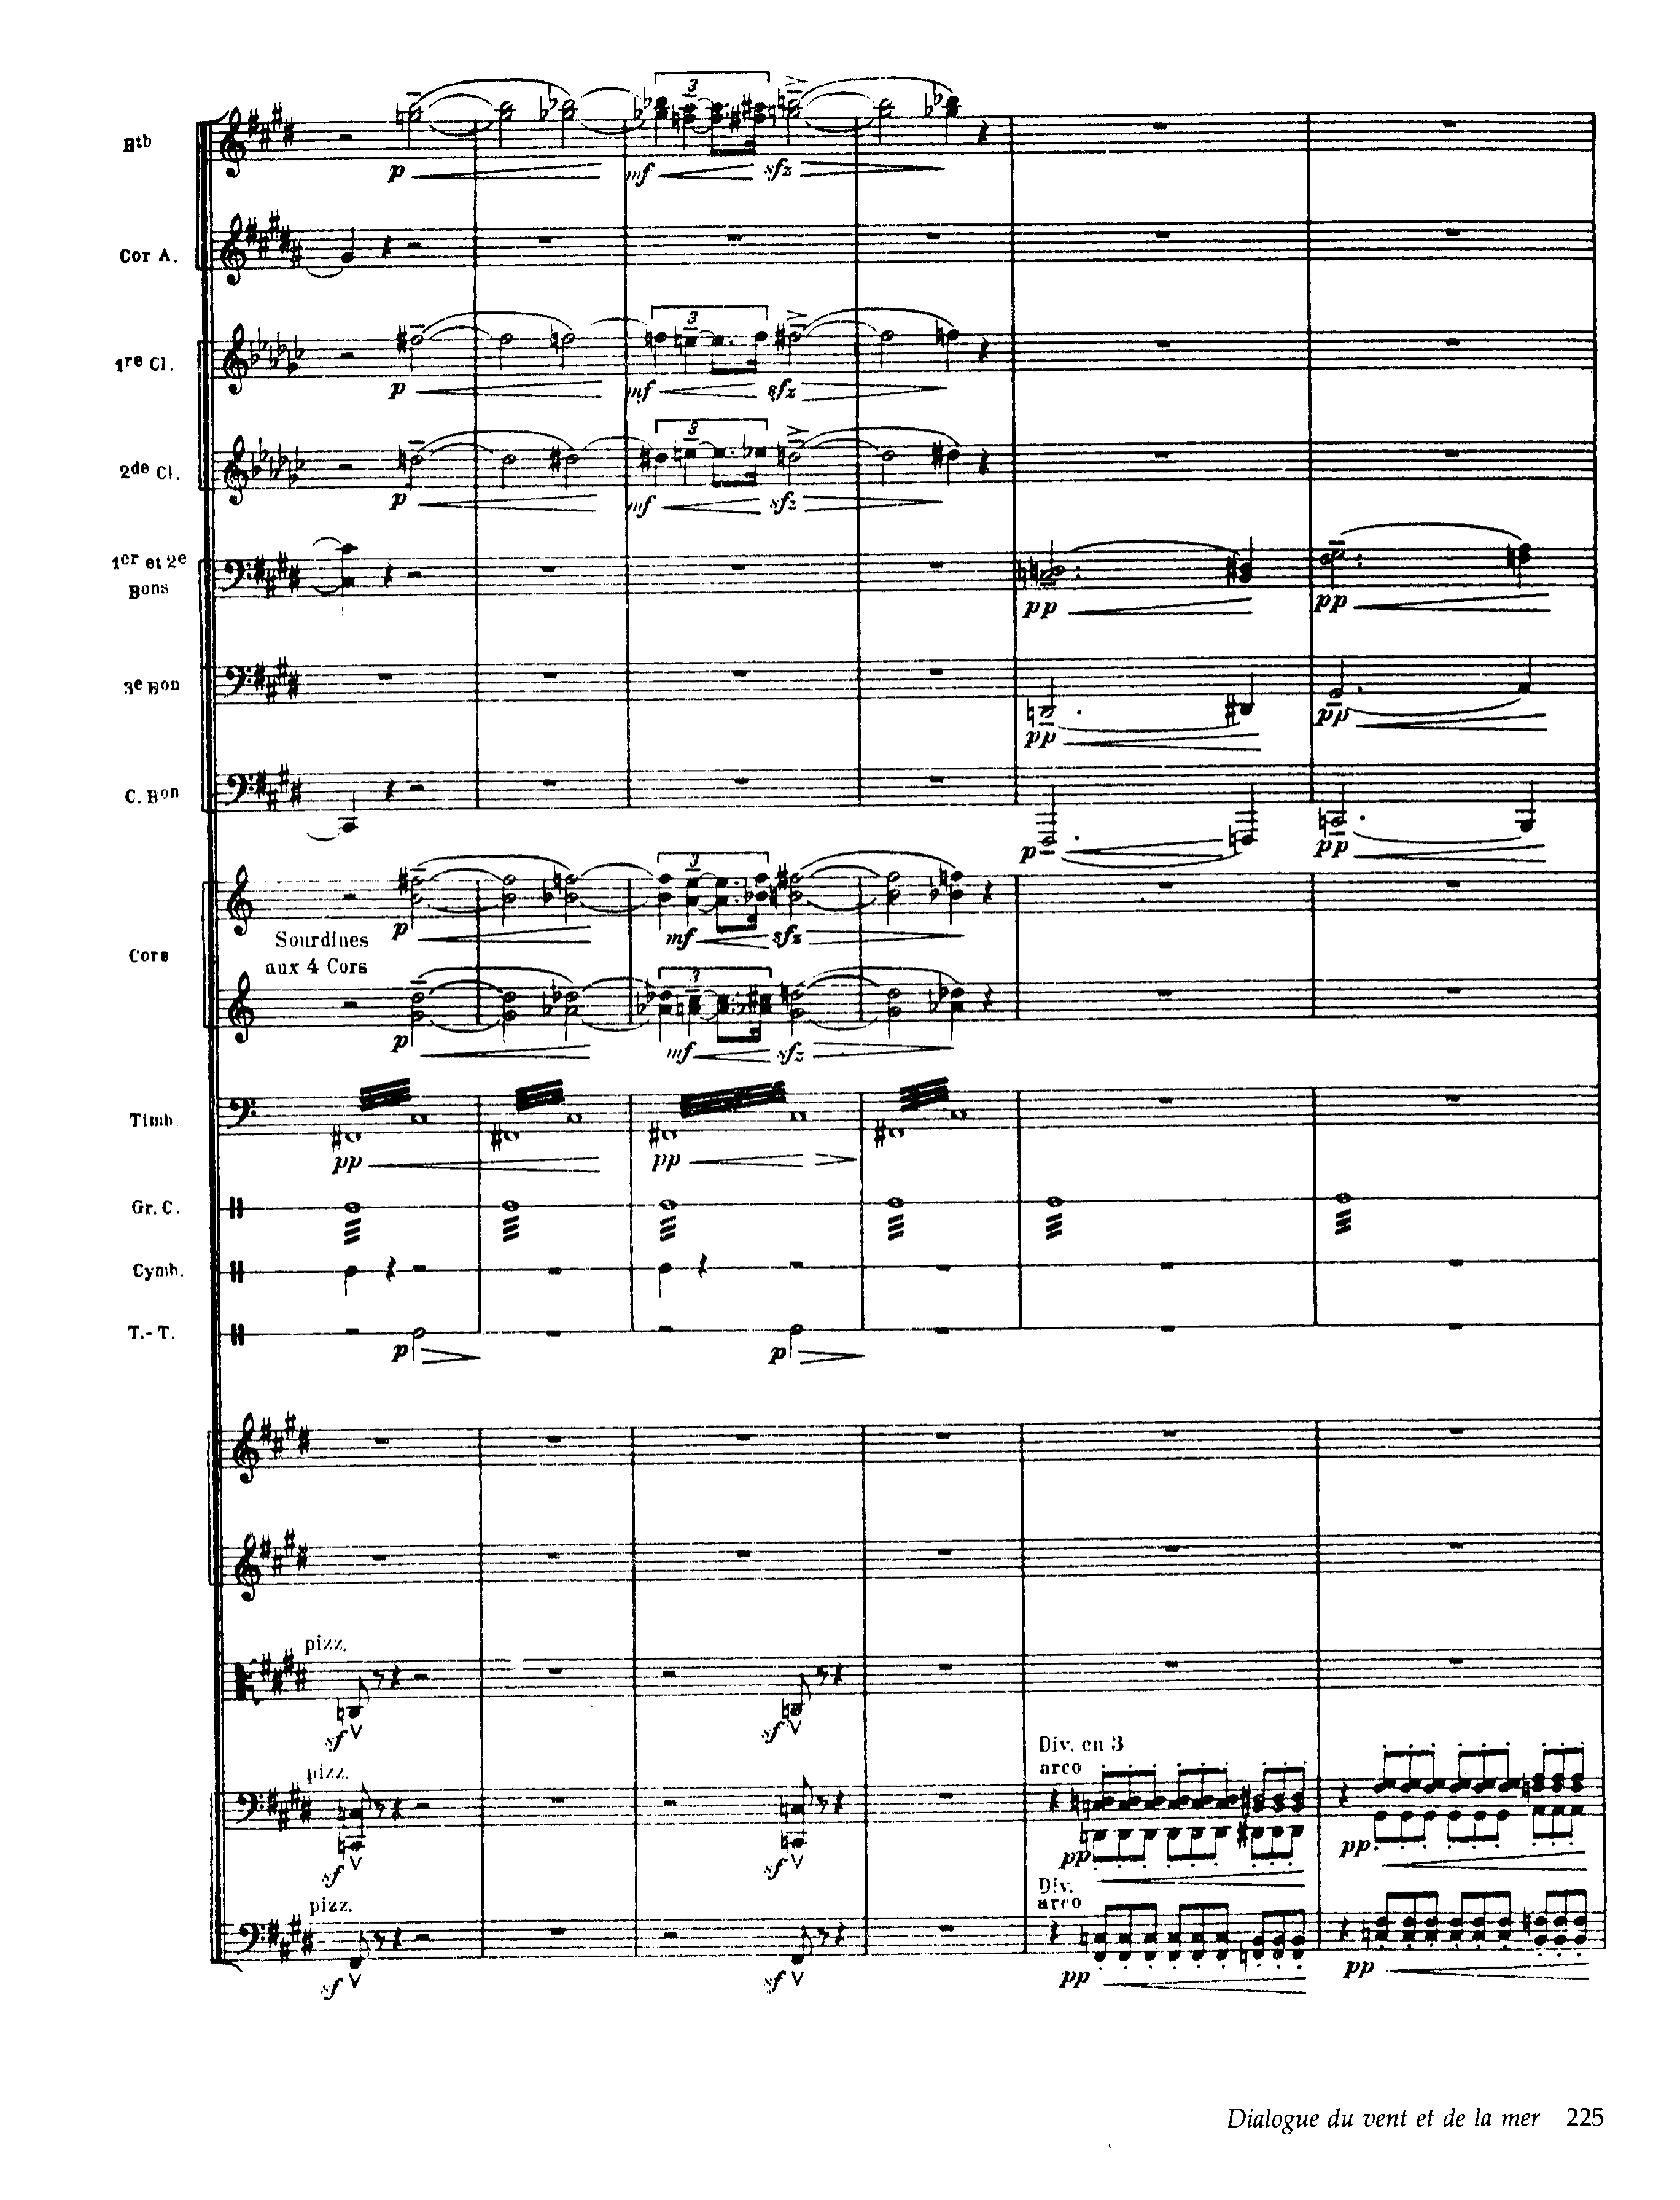 Htb
3
p mf sfz
Cor A.
1re Cl.
3
p mf sfz
2de Cl.
3
p mf sfz
1er et 2e
Bons
pp pp
3e Bon
pp pp
C. Bon
p pp
Cors
3
p mf sfz
Sourdines
aux 4 Cors
3
p mf sfz
Timb.
pp pp
Gr. C.
Cymb.
T.-T.
p p
pizz.
sf sf
pizz.
Div. en 3
arco
sf sf pp pp
pizz.
Div.
arco
sf sf pp pp
Dialogue du vent et de la mer 225